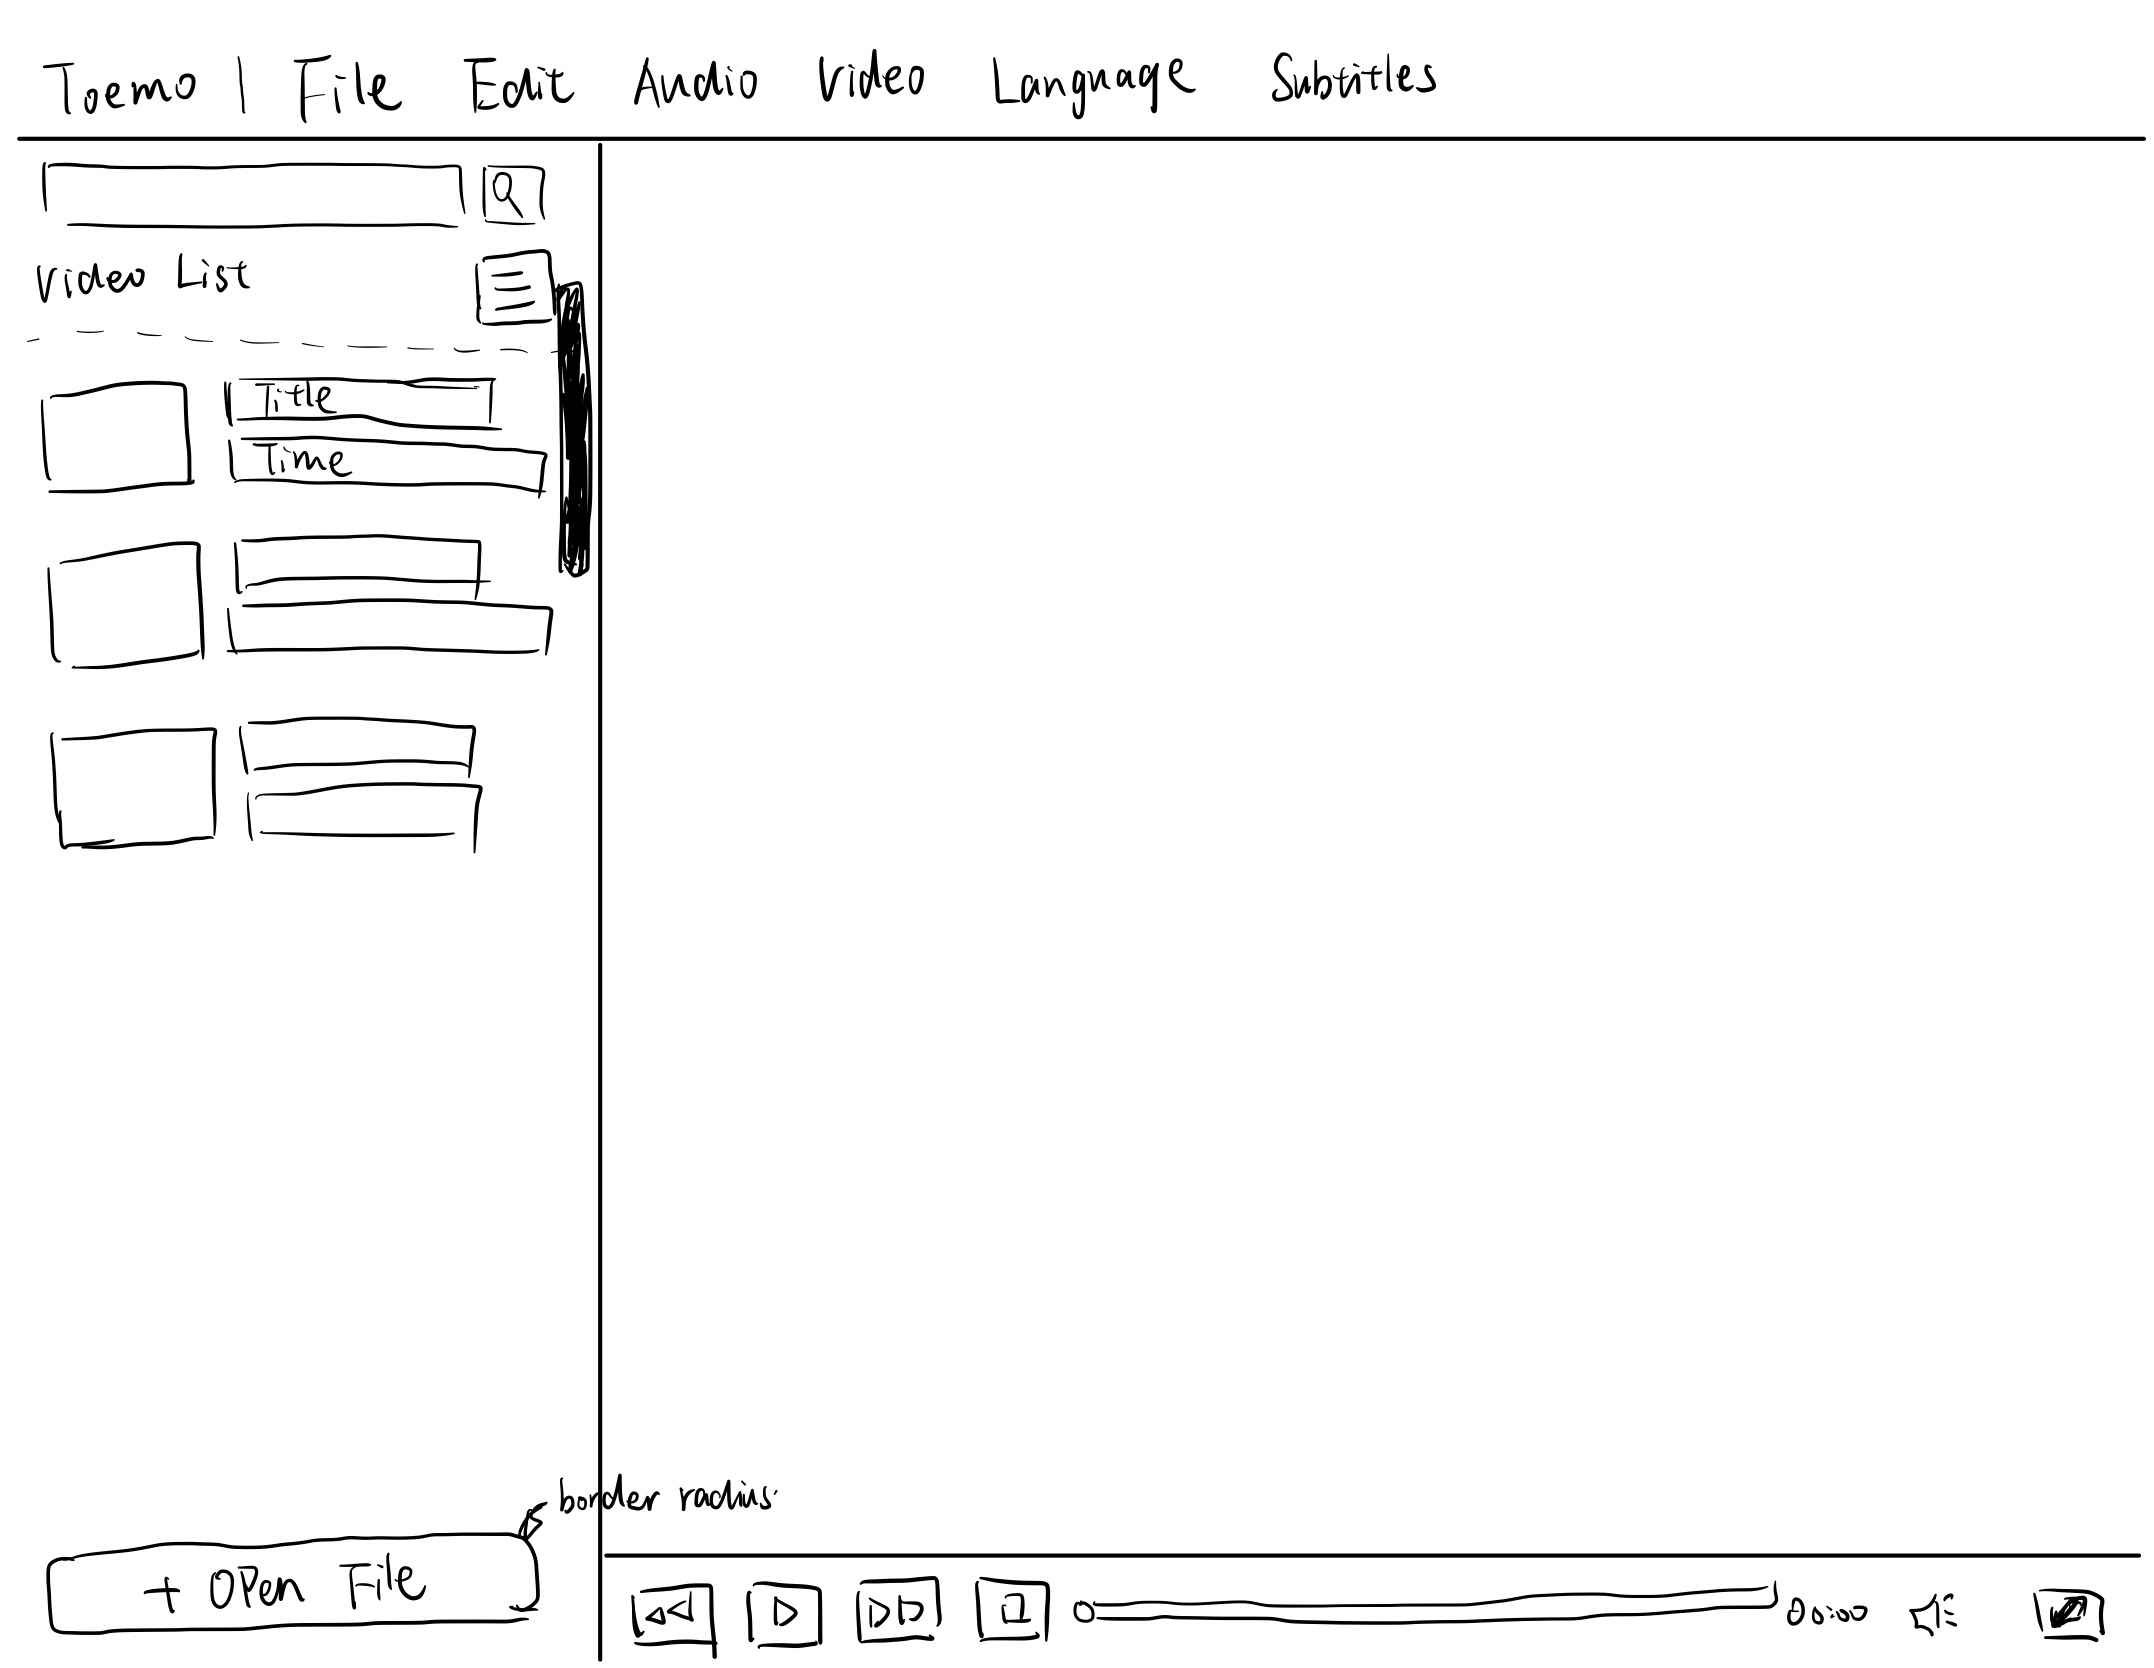 Toemo | File Edit Audio Video Language Subtitles
Video List
Title
Time
border radius
+ Open File
00:00